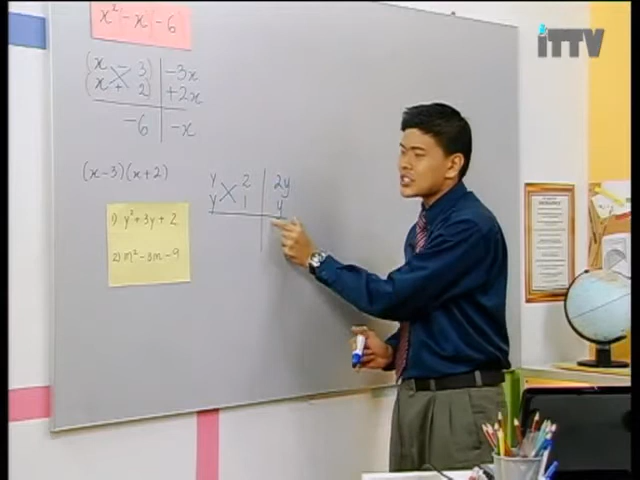 x² - x - 6
iTTV
(x - 3) | -3x
(x + 2) | +2x
-6 | -x
(x-3)(x+2)
y 2 | 2y
y 1 | y
1) y² + 3y + 2
2) m² - 8m - 9